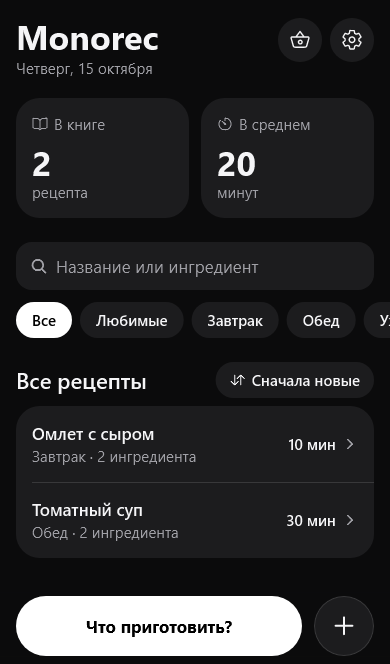 Monorec
Четверг, 15 октября
В книге
2
рецепта
В среднем
20
минут
Название или ингредиент
Все
Любимые
Завтрак
Обед
Все рецепты
Сначала новые
Омлет с сыром
Завтрак · 2 ингредиента
10 мин
Томатный суп
Обед · 2 ингредиента
30 мин
Что приготовить?